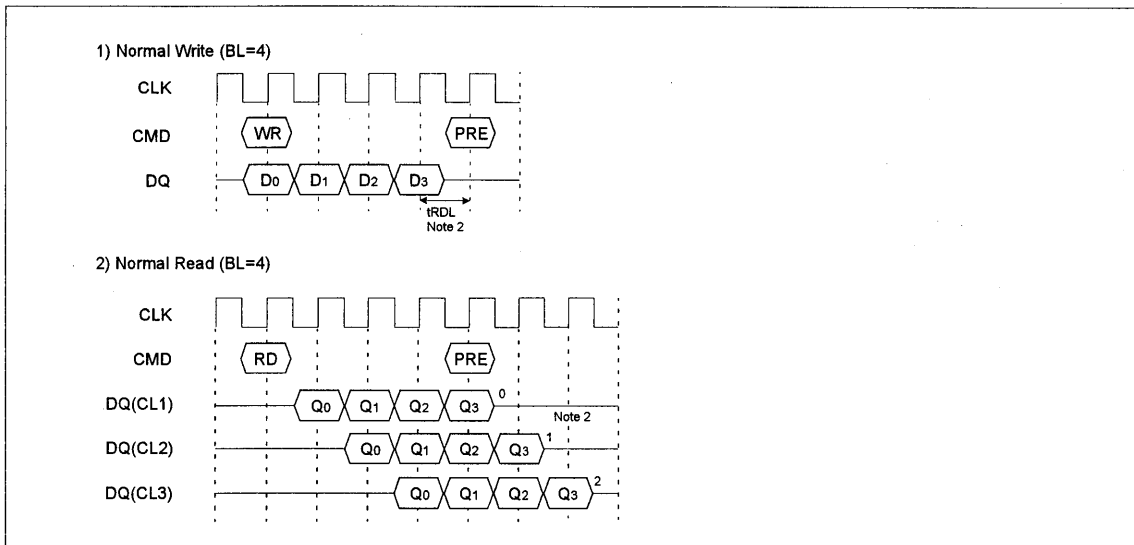 1) Normal Write (BL=4)
CLK
CMD WR PRE
DQ D0 D1 D2 D3
tRDL
Note 2
2) Normal Read (BL=4)
CLK
CMD RD PRE
DQ(CL1) Q0 Q1 Q2 Q3 0
Note 2
DQ(CL2) Q0 Q1 Q2 Q3 1
DQ(CL3) Q0 Q1 Q2 Q3 2